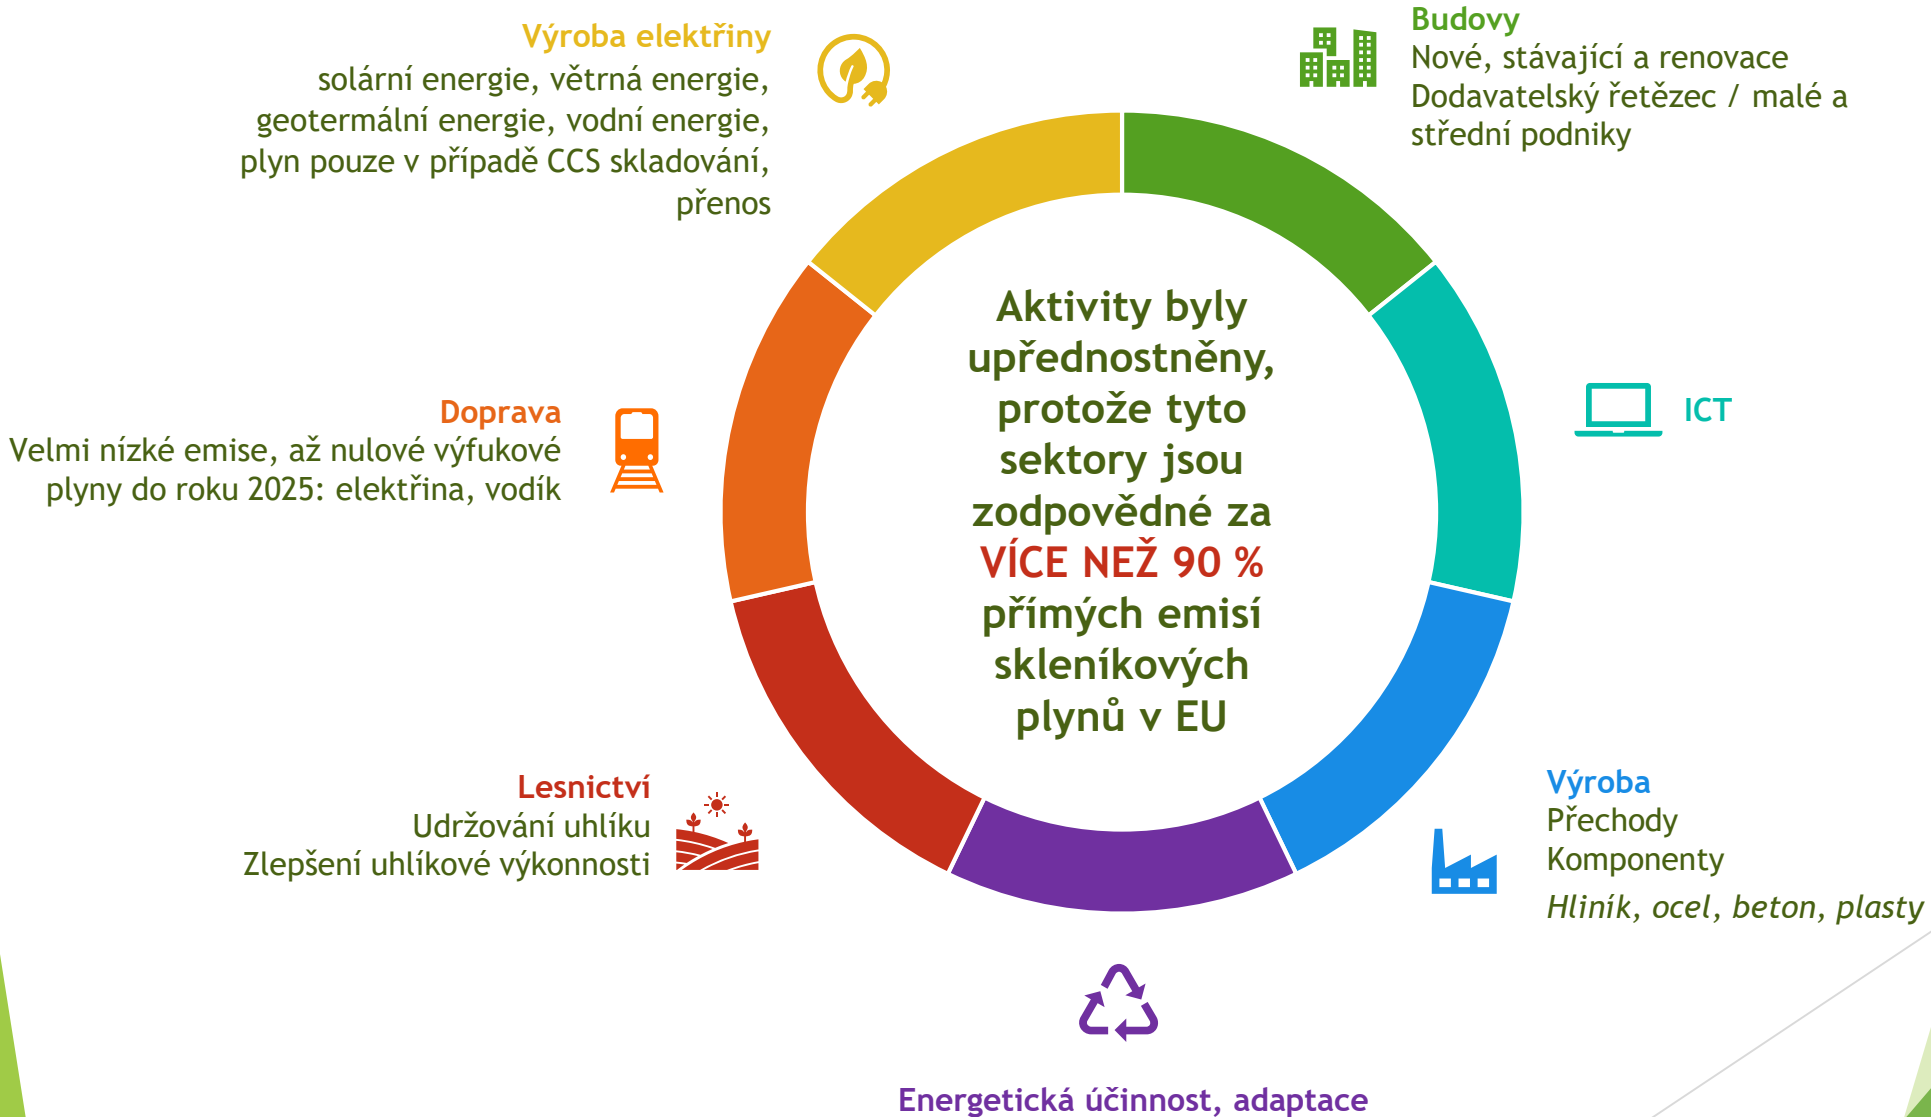 Výroba elektřiny
solární energie, větrná energie,
geotermální energie, vodní energie,
plyn pouze v případě CCS skladování,
přenos
Budovy
Nové, stávající a renovace
Dodavatelský řetězec / malé a
střední podniky
Doprava
Velmi nízké emise, až nulové výfukové
plyny do roku 2025: elektřina, vodík
Aktivity byly
upřednostněny,
protože tyto
sektory jsou
zodpovědné za
VÍCE NEŽ 90 %
přímých emisí
skleníkových
plynů v EU
ICT
Lesnictví
Udržování uhlíku
Zlepšení uhlíkové výkonnosti
Výroba
Přechody
Komponenty
Hliník, ocel, beton, plasty
Energetická účinnost, adaptace